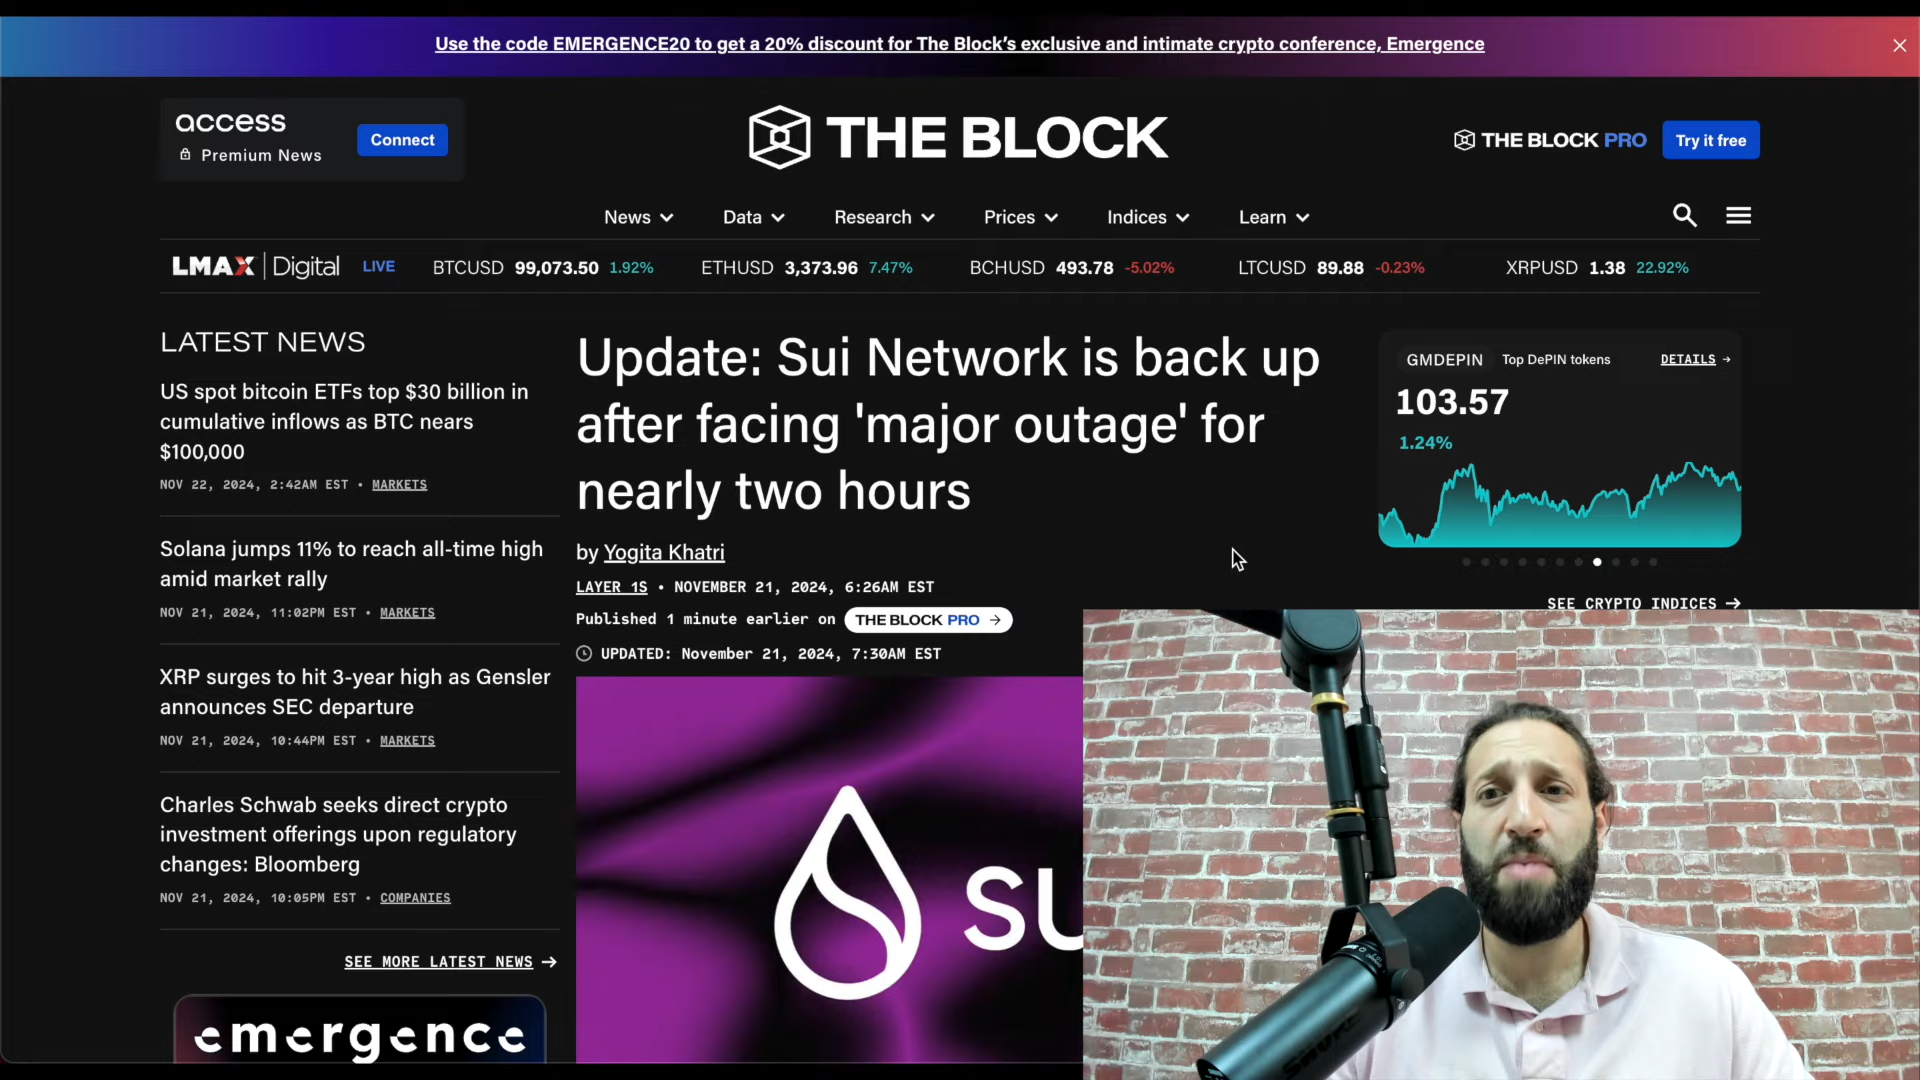 Use the code EMERGENCE20 to get a 20% discount for The Block's exclusive and intimate crypto conference, Emergence
access
Premium News
Connect
THE BLOCK
THE BLOCK PRO
Try it free
News
Data
Research
Prices
Indices
Learn
LMAX Digital LIVE BTCUSD 99,073.50 1.92% ETHUSD 3,373.96 7.47% BCHUSD 493.78 -5.02% LTCUSD 89.88 -0.23% XRPUSD 1.38 22.92%
LATEST NEWS
US spot bitcoin ETFs top $30 billion in
cumulative inflows as BTC nears
$100,000
NOV 22, 2024, 2:42AM EST • MARKETS
Solana jumps 11% to reach all-time high
amid market rally
NOV 21, 2024, 11:02PM EST • MARKETS
XRP surges to hit 3-year high as Gensler
announces SEC departure
NOV 21, 2024, 10:44PM EST • MARKETS
Charles Schwab seeks direct crypto
investment offerings upon regulatory
changes: Bloomberg
NOV 21, 2024, 10:05PM EST • COMPANIES
SEE MORE LATEST NEWS →
emergence
Update: Sui Network is back up
after facing 'major outage' for
nearly two hours
by Yogita Khatri
LAYER 1S • NOVEMBER 21, 2024, 6:26AM EST
Published 1 minute earlier on THE BLOCK PRO →
UPDATED: November 21, 2024, 7:30AM EST
SU
GMDEPIN Top DePIN tokens DETAILS →
103.57
1.24%
SEE CRYPTO INDICES →
SHURE